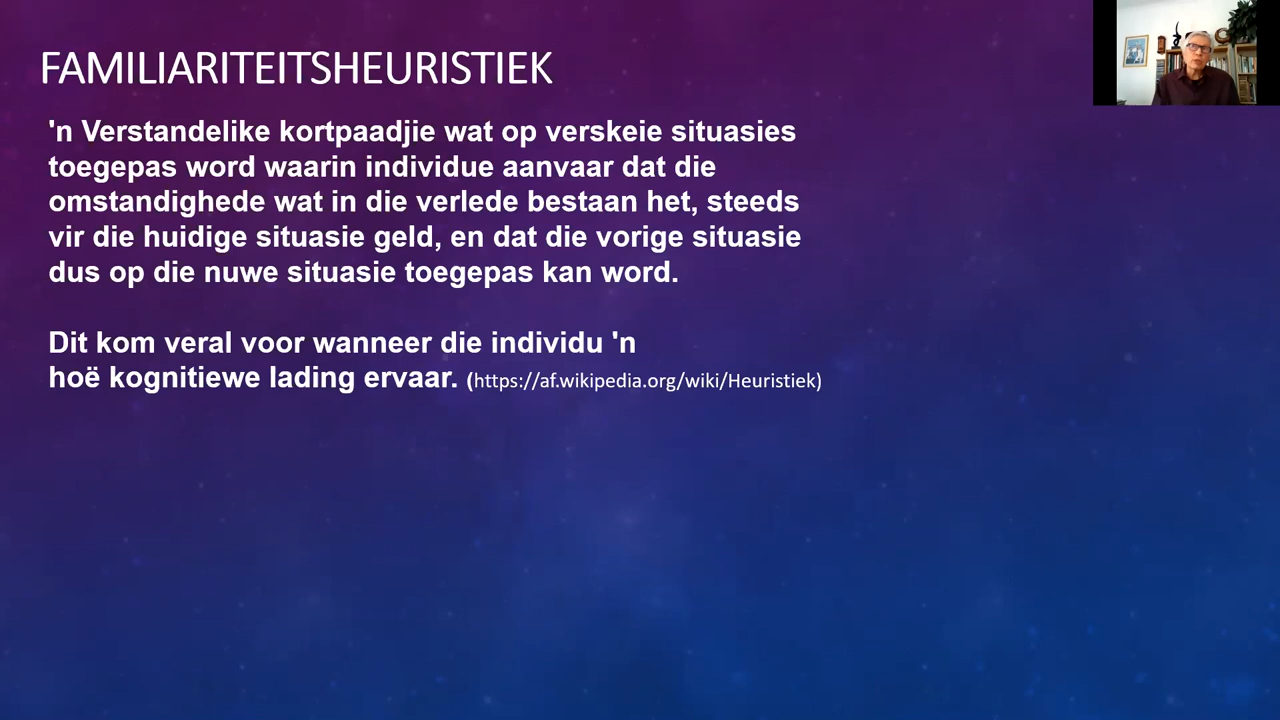 FAMILIARITEITSHEURISTIEK
'n Verstandelike kortpaadjie wat op verskeie situasies
toegepas word waarin individue aanvaar dat die
omstandighede wat in die verlede bestaan het, steeds
vir die huidige situasie geld, en dat die vorige situasie
dus op die nuwe situasie toegepas kan word.
Dit kom veral voor wanneer die individu 'n
hoë kognitiewe lading ervaar. (https://af.wikipedia.org/wiki/Heuristiek)